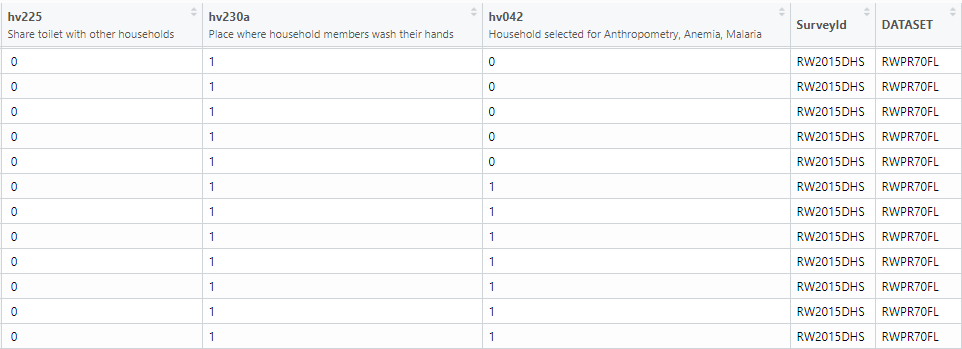 hv225 hv230a hv042 SurveyId DATASET
Share toilet with other households Place where household members wash their hands Household selected for Anthropometry, Anemia, Malaria
0 1 0 RW2015DHS RWPR70FL
0 1 0 RW2015DHS RWPR70FL
0 1 0 RW2015DHS RWPR70FL
0 1 0 RW2015DHS RWPR70FL
0 1 0 RW2015DHS RWPR70FL
0 1 1 RW2015DHS RWPR70FL
0 1 1 RW2015DHS RWPR70FL
0 1 1 RW2015DHS RWPR70FL
0 1 1 RW2015DHS RWPR70FL
0 1 1 RW2015DHS RWPR70FL
0 1 1 RW2015DHS RWPR70FL
0 1 1 RW2015DHS RWPR70FL